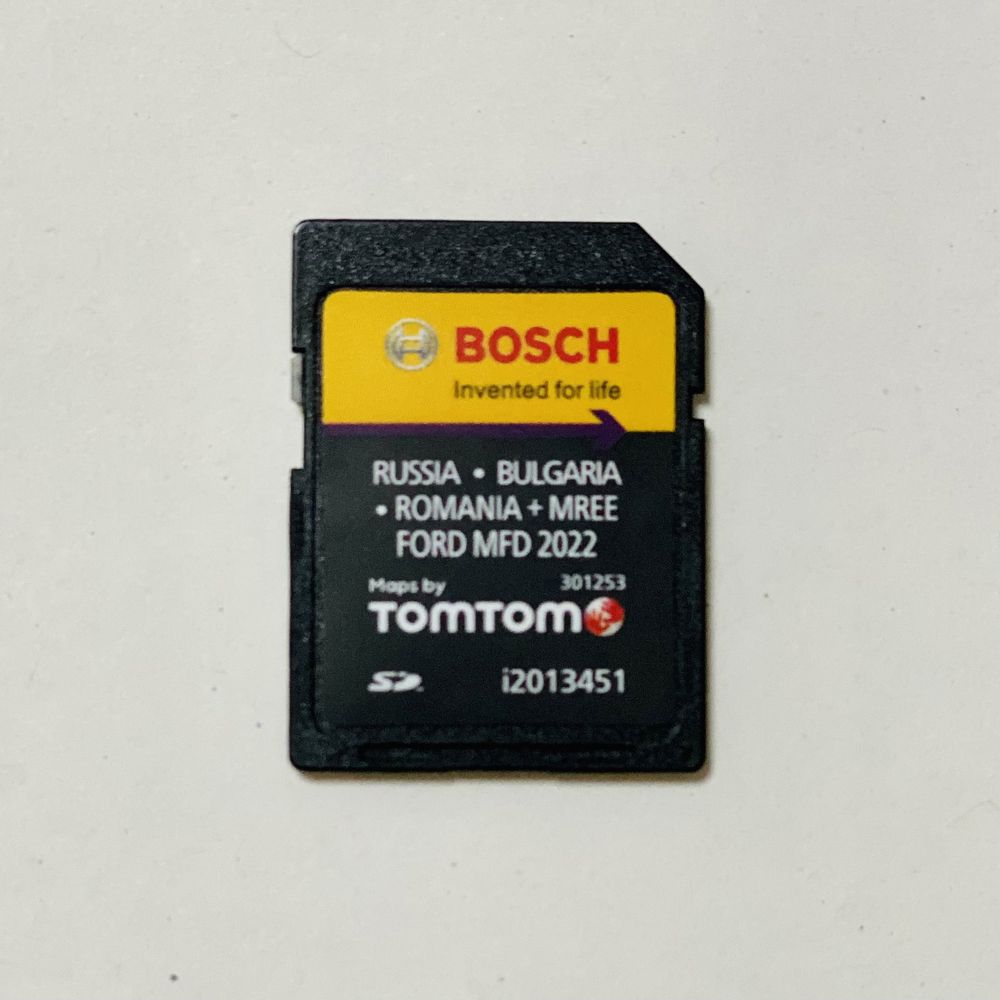 BOSCH
Invented for life
RUSSIA • BULGARIA
• ROMANIA + MREE
FORD MFD 2022
Maps by 301253
TOMTOM
SD i2013451